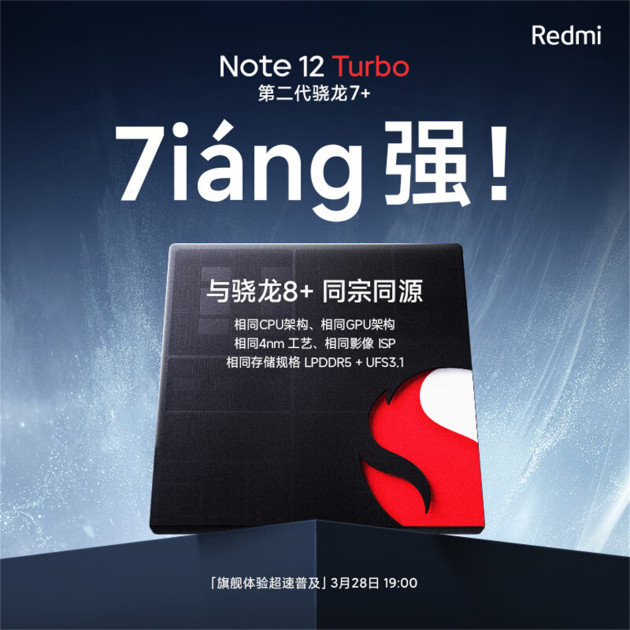 Redmi
Note 12 Turbo
第二代骁龙7+
7iáng 强！
与骁龙8+ 同宗同源
相同CPU架构、相同GPU架构
相同4nm 工艺、相同影像 ISP
相同存储规格 LPDDR5 + UFS3.1
「旗舰体验超速普及」3月28日 19:00